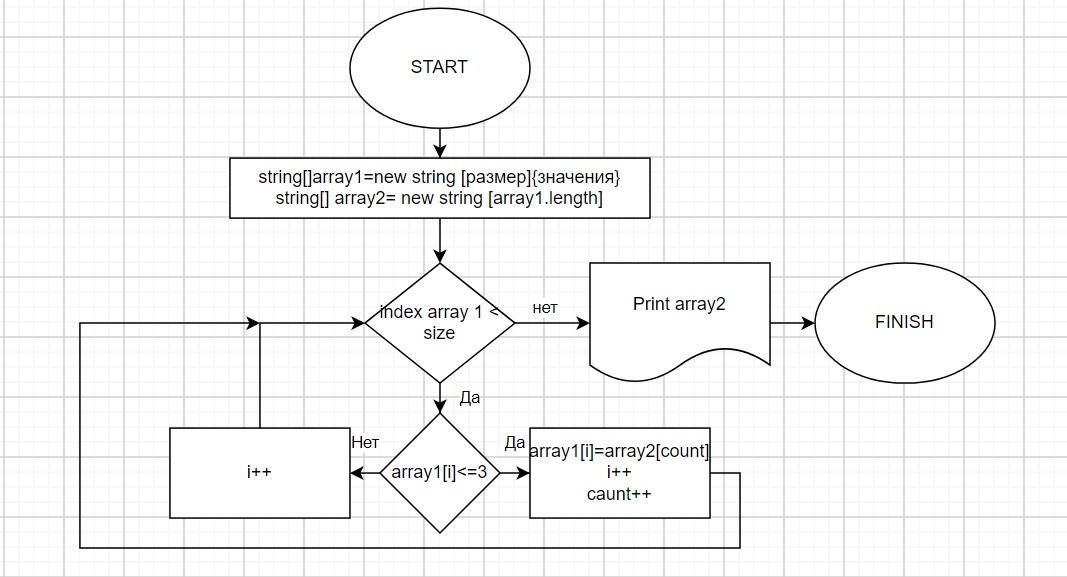 START
string[]array1=new string [размер]{значения}
string[] array2= new string [array1.length]
index array 1 <
size
нет
Print array2
FINISH
Да
Нет
Да
i++
array1[i]<=3
array1[i]=array2[count]
i++
caunt++